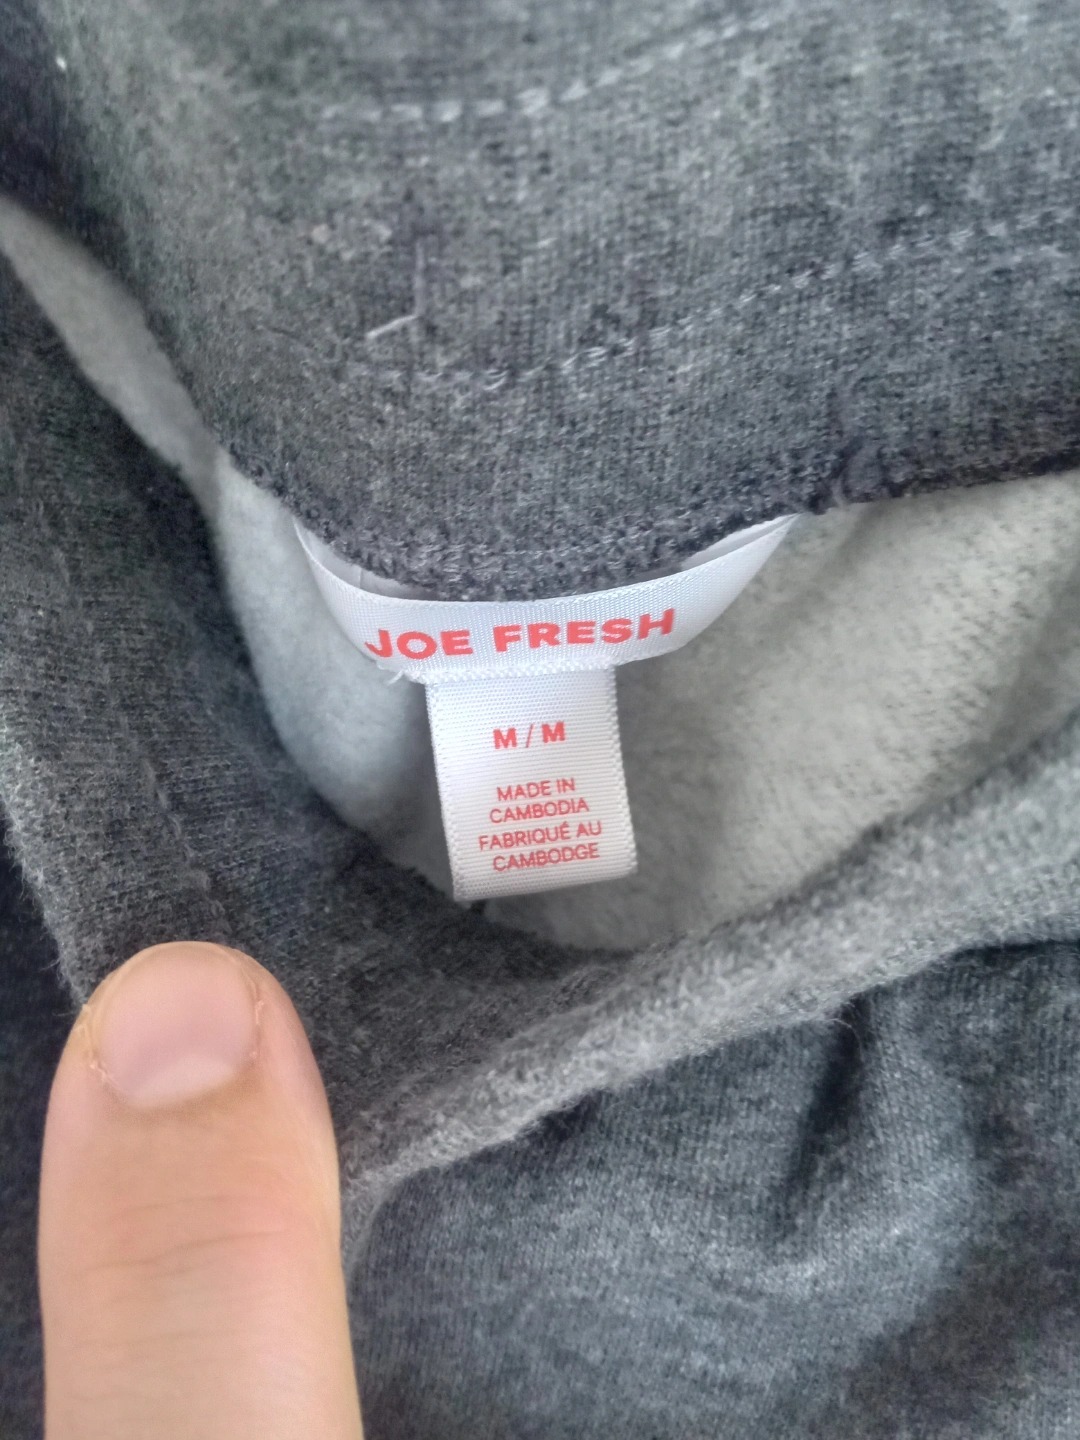 JOE FRESH
M / M
MADE IN
CAMBODIA
FABRIQUÉ AU
CAMBODGE